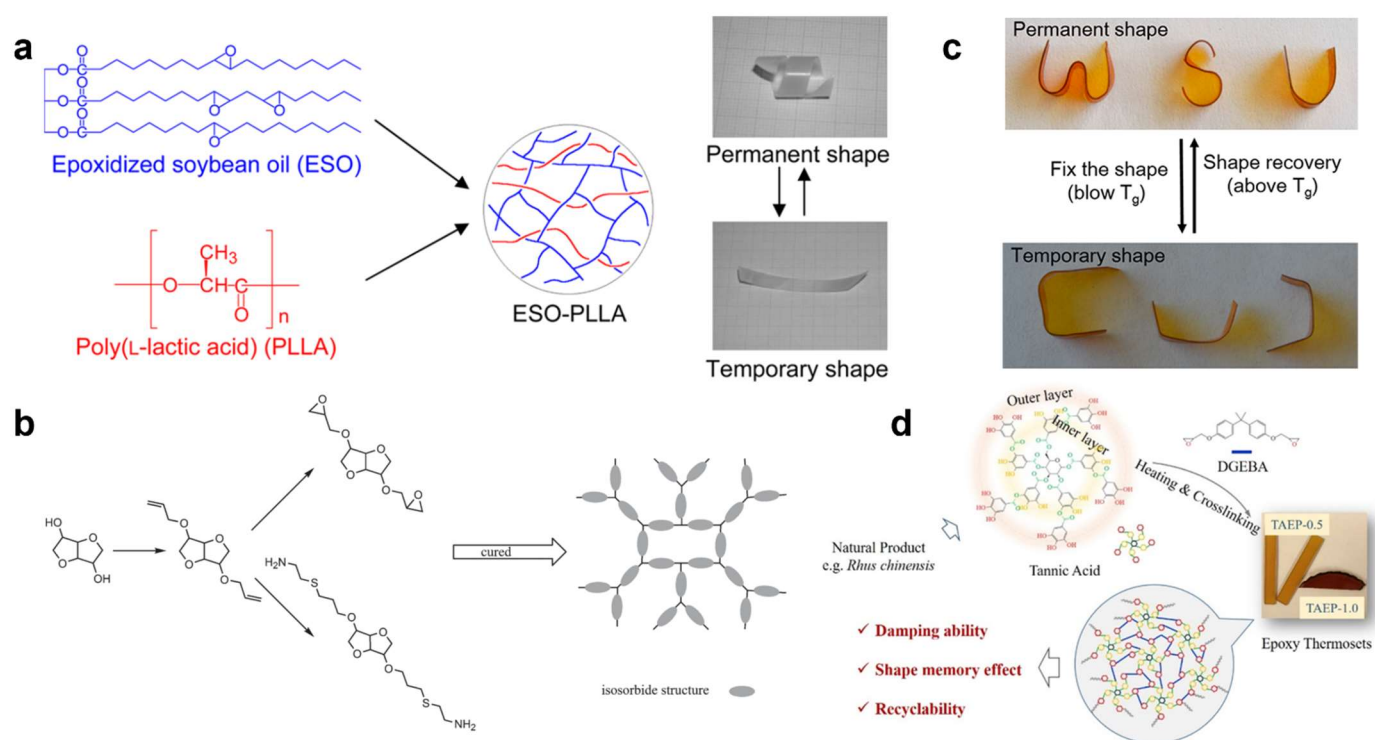 a
O
O
O
O
O
O
C
C
C
O
O
O
O
O
O
O
Epoxidized soybean oil (ESO)
CH₃
O
CH
C
O
n
Poly(L-lactic acid) (PLLA)
ESO-PLLA
Permanent shape
Temporary shape
c
Permanent shape
Fix the shape
(blow Tg)
Shape recovery
(above Tg)
Temporary shape
b
HO
O
O
OH
O
O
O
O
O
O
O
O
O
O
H₂N
S
O
O
O
O
S
NH₂
cured
isosorbide structure
d
Natural Product
e.g. Rhus chinensis
Outer layer
Inner layer
Tannic Acid
DGEBA
Heating & Crosslinking
TAEP-0.5
TAEP-1.0
Epoxy Thermosets
✓ Damping ability
✓ Shape memory effect
✓ Recyclability